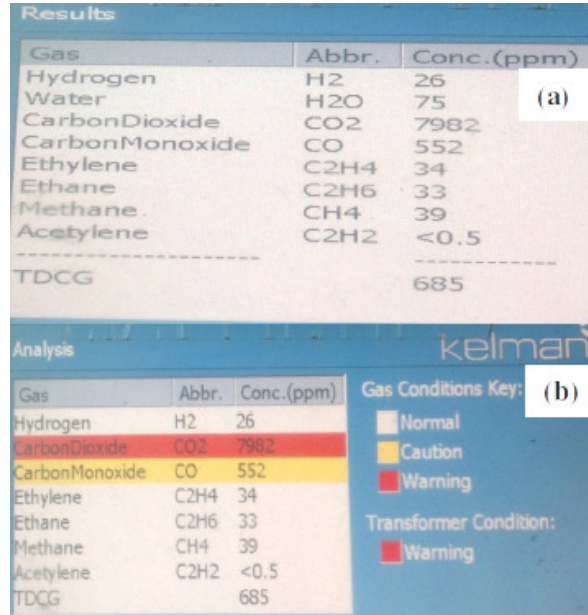 Results
Gas Abbr. Conc.(ppm)
Hydrogen H2 26
(a)
Water H2O 75
CarbonDioxide CO2 7982
CarbonMonoxide CO 552
Ethylene C2H4 34
Ethane C2H6 33
Methane CH4 39
Acetylene C2H2 <0.5
TDCG 685
Analysis kelman
Gas Abbr. Conc.(ppm) Gas Conditions Key: (b)
Hydrogen H2 26 Normal
CarbonDioxide CO2 7982 Caution
CarbonMonoxide CO 552 Warning
Ethylene C2H4 34
Ethane C2H6 33 Transformer Condition:
Methane CH4 39 Warning
Acetylene C2H2 <0.5
TDCG 685